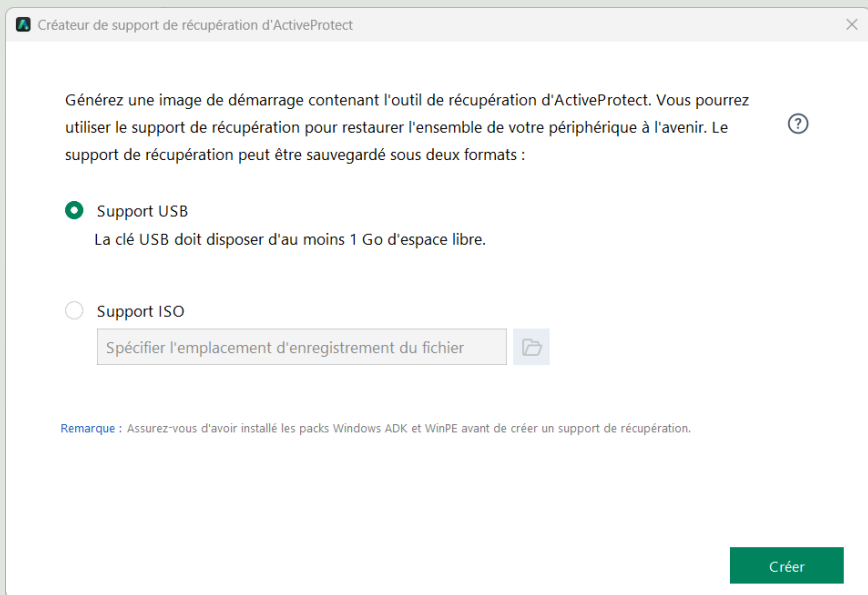 Créateur de support de récupération d'ActiveProtect
Générez une image de démarrage contenant l'outil de récupération d'ActiveProtect. Vous pourrez
utiliser le support de récupération pour restaurer l'ensemble de votre périphérique à l'avenir. Le
support de récupération peut être sauvegardé sous deux formats :
?
Support USB
La clé USB doit disposer d'au moins 1 Go d'espace libre.
Support ISO
Spécifier l'emplacement d'enregistrement du fichier
Remarque : Assurez-vous d'avoir installé les packs Windows ADK et WinPE avant de créer un support de récupération.
Créer